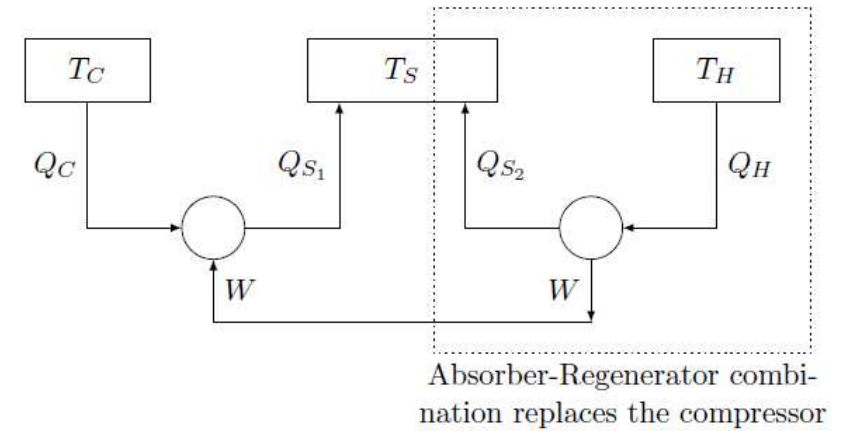 T_C
T_S
T_H
Q_C
Q_{S_1}
Q_{S_2}
Q_H
W
W
Absorber-Regenerator combi-
nation replaces the compressor